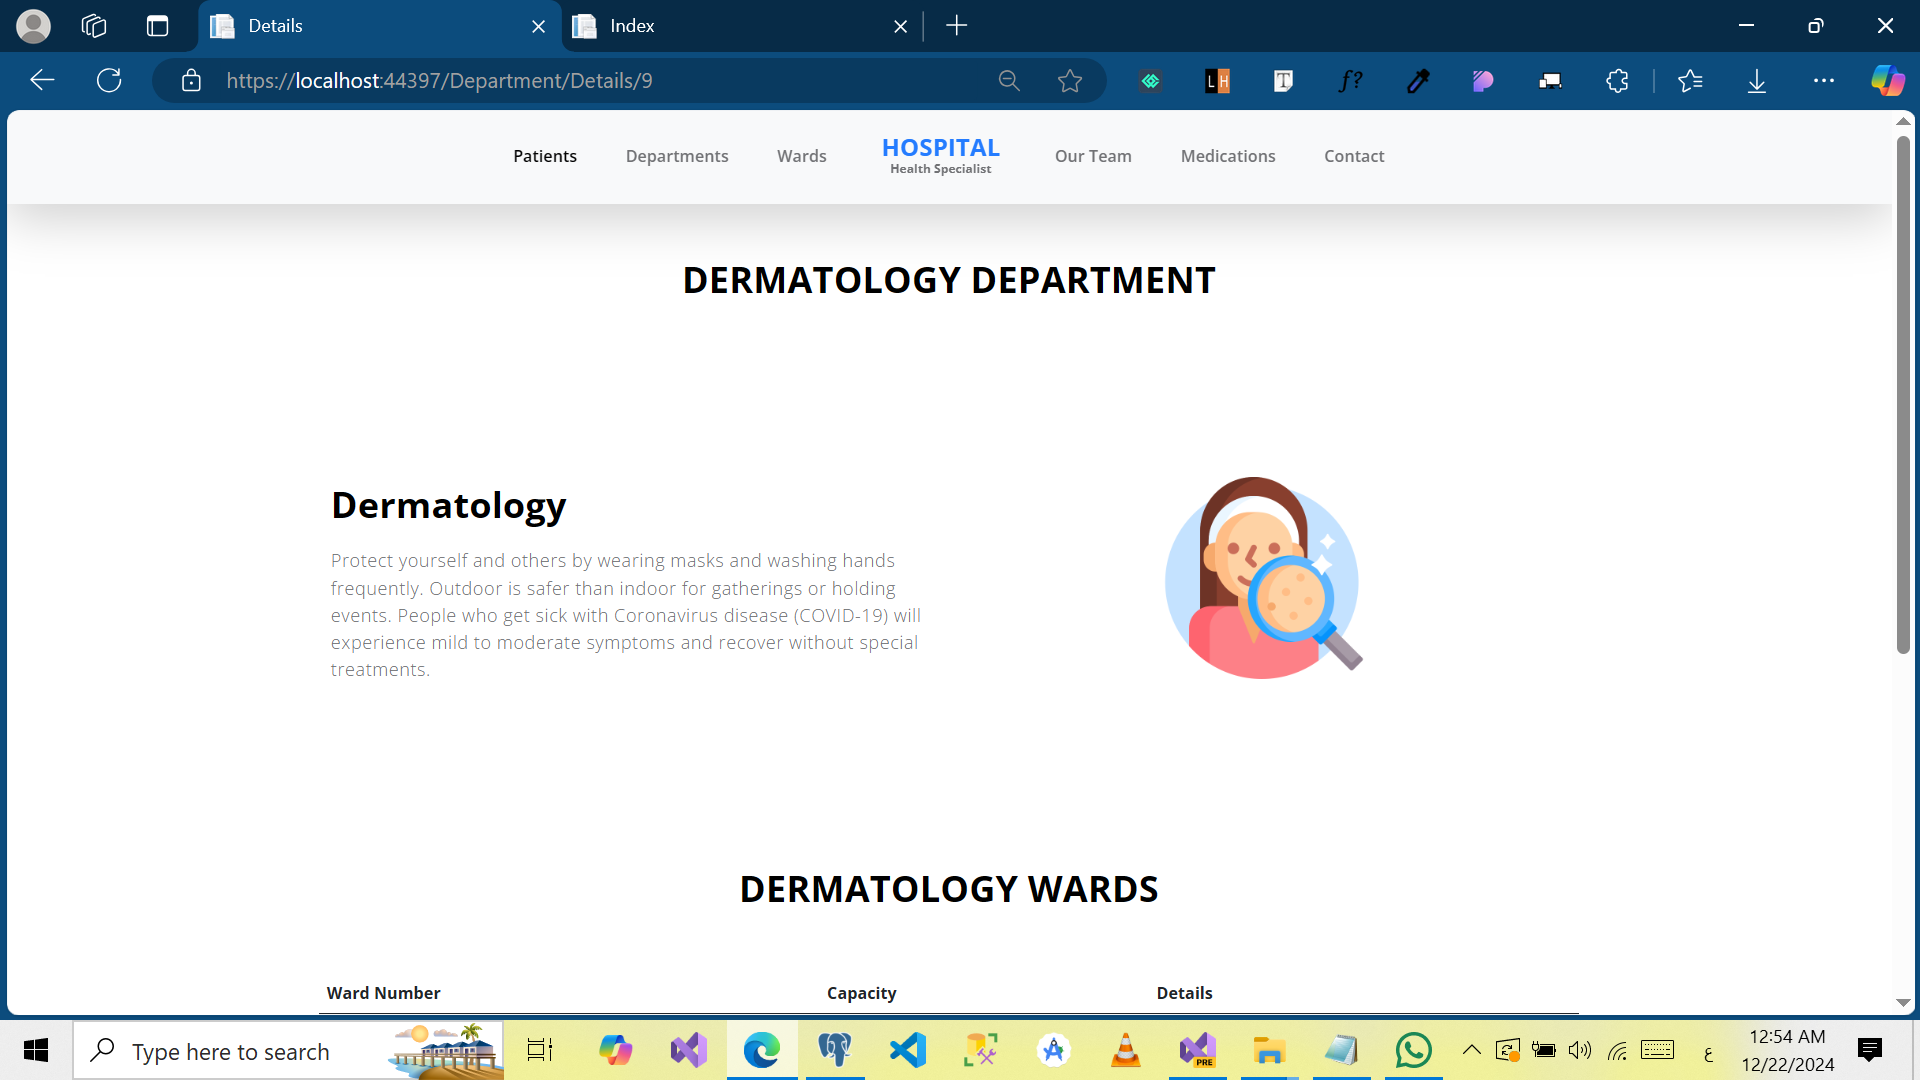 Details
Index
https://localhost:44397/Department/Details/9
L H
T
f?
Patients
Departments
Wards
HOSPITAL
Health Specialist
Our Team
Medications
Contact
DERMATOLOGY DEPARTMENT
Dermatology
Protect yourself and others by wearing masks and washing hands
frequently. Outdoor is safer than indoor for gatherings or holding
events. People who get sick with Coronavirus disease (COVID-19) will
experience mild to moderate symptoms and recover without special
treatments.
DERMATOLOGY WARDS
Ward Number
Capacity
Details
Type here to search
PRE
ع
12:54 AM
12/22/2024